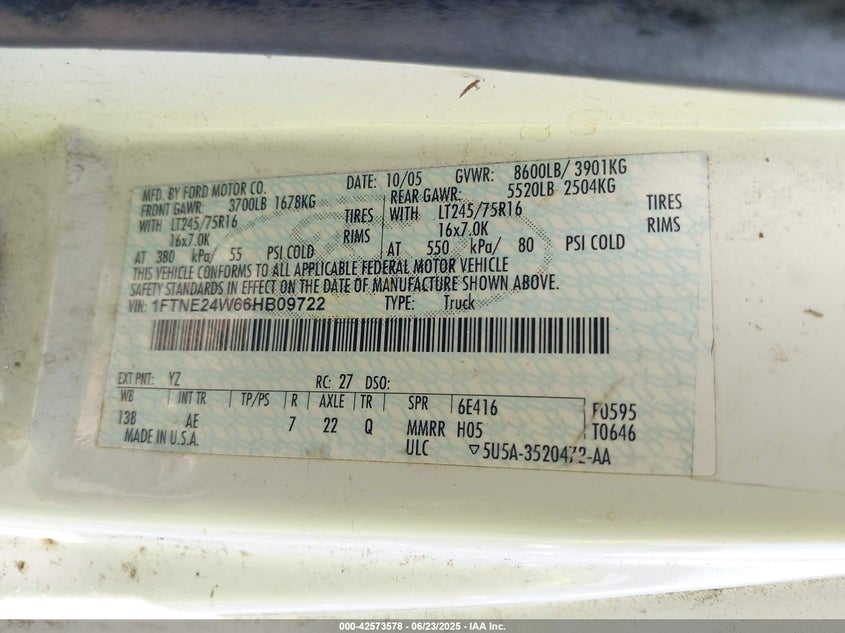 MFD. BY FORD MOTOR CO.
DATE: 10/05 GVWR: 8600LB/ 3901KG
FRONT GAWR: 3700LB 1678KG
REAR GAWR: 5520LB 2504KG
WITH LT245/75R16 TIRES
WITH LT245/75R16 TIRES
16x7.0K RIMS
16x7.0K RIMS
AT 380 kPa/ 55 PSI COLD
AT 550 kPa/ 80 PSI COLD
THIS VEHICLE CONFORMS TO ALL APPLICABLE FEDERAL MOTOR VEHICLE
SAFETY STANDARDS IN EFFECT ON THE DATE OF MANUFACTURE SHOWN ABOVE.
VIN: 1FTNE24W66HB09722 TYPE: Truck
EXT PNT: YZ RC: 27 DSO:
WB INT TR TP/PS R AXLE TR SPR 6E416 F0595
138 AE 7 22 Q MMRR H05 T0646
MADE IN U.S.A. ULC ▽5U5A-3520472-AA
000-42573578 - 06/23/2025 - IAA Inc.